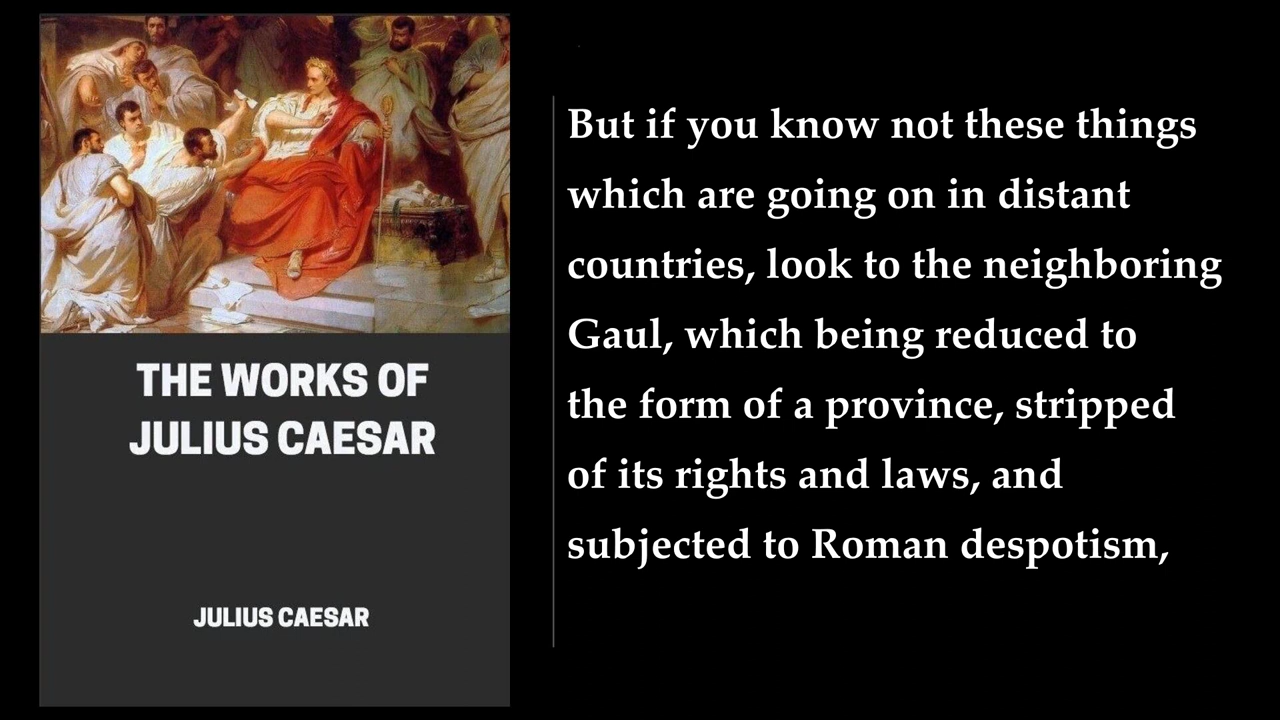 THE WORKS OF
JULIUS CAESAR
JULIUS CAESAR
But if you know not these things
which are going on in distant
countries, look to the neighboring
Gaul, which being reduced to
the form of a province, stripped
of its rights and laws, and
subjected to Roman despotism,